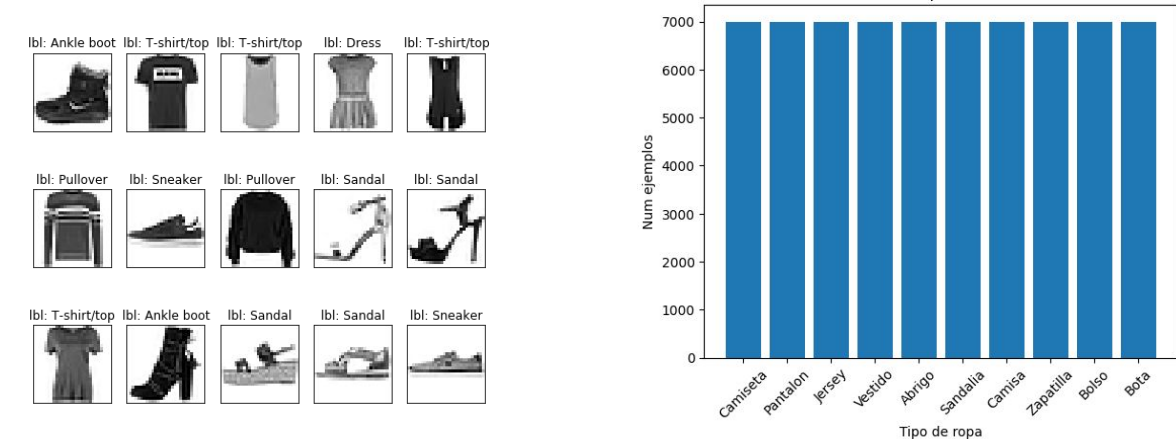 lbl: Ankle boot lbl: T-shirt/top lbl: T-shirt/top lbl: Dress lbl: T-shirt/top
lbl: Pullover lbl: Sneaker lbl: Pullover lbl: Sandal lbl: Sandal
lbl: T-shirt/top lbl: Ankle boot lbl: Sandal lbl: Sandal lbl: Sneaker
7000
6000
5000
4000
3000
2000
1000
0
Num ejemplos
Camiseta Pantalon Jersey Vestido Abrigo Sandalia Camisa Zapatilla Bolso Bota
Tipo de ropa